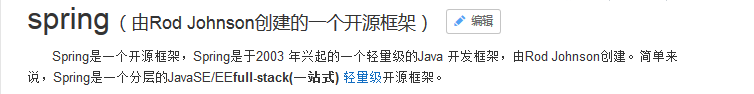 spring（由Rod Johnson创建的一个开源框架） 编辑
Spring是一个开源框架，Spring是于2003 年兴起的一个轻量级的Java 开发框架，由Rod Johnson创建。简单来
说，Spring是一个分层的JavaSE/EEfull-stack(一站式) 轻量级开源框架。